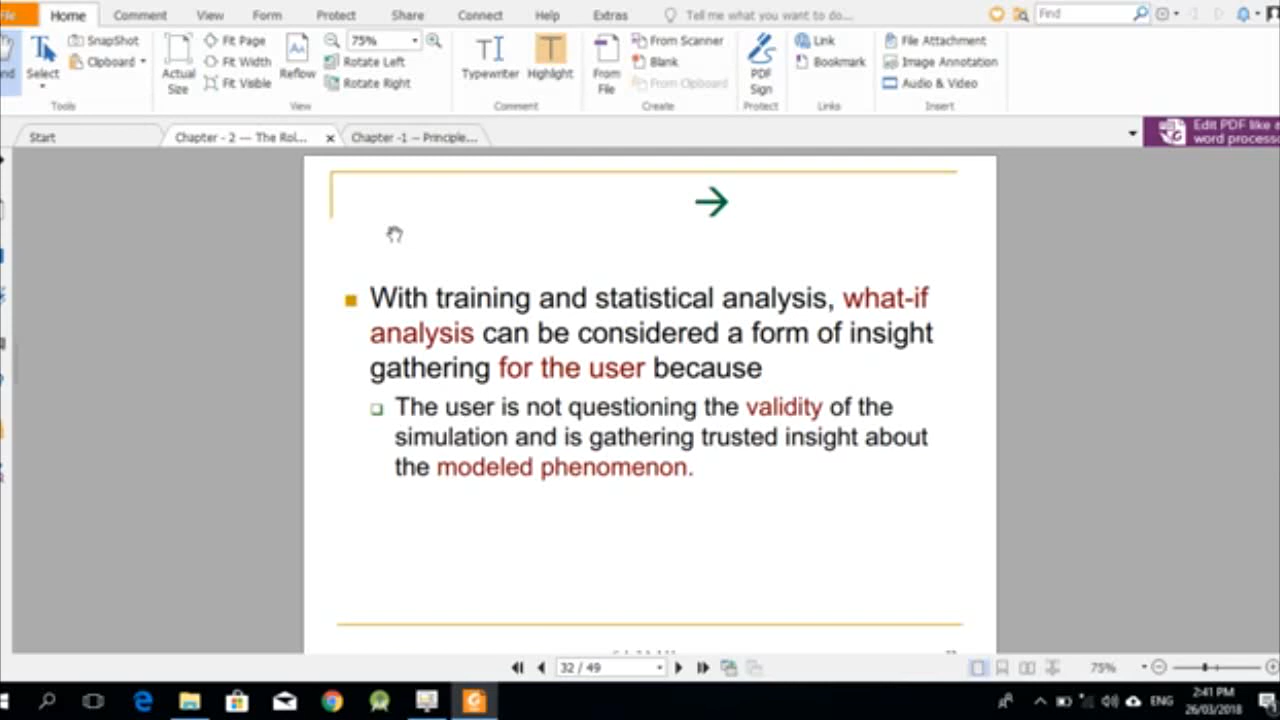 File Home Comment View Form Protect Share Connect Help Extras Tell me what you want to do... Find
SnapShot Fit Page 75% From Scanner Link File Attachment
Select Clipboard Actual Size Fit Width Rotate Left Reflow Typewriter Highlight From File Blank PDF Sign Bookmark Image Annotation
Fit Visible Rotate Right From Clipboard Audio & Video
Tools View Comment Create Protect Links Insert
Start Chapter - 2 --- The Rol... x Chapter -1 -- Principle... Edit PDF like
word process
With training and statistical analysis, what-if
analysis can be considered a form of insight
gathering for the user because
The user is not questioning the validity of the
simulation and is gathering trusted insight about
the modeled phenomenon.
32 / 49 75%
ENG 2:41 PM
26/03/2018